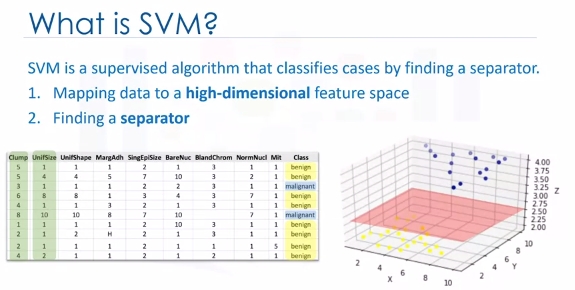 What is SVM?
SVM is a supervised algorithm that classifies cases by finding a separator.
1. Mapping data to a high-dimensional feature space
2. Finding a separator
Clump UnifSize UnifShape MargAdh SingEpiSize BareNuc BlandChrom NormNucl Mit Class
5 1 1 1 2 1 3 1 1 benign
5 4 4 5 7 10 3 2 1 benign
3 1 1 1 2 2 3 1 1 malignant
6 8 8 1 3 4 3 7 1 benign
4 1 1 3 2 1 1 benign
8 10 10 8 7 10 7 1 malignant
1 1 1 1 2 10 3 1 1 benign
2 1 H 2 1 3 1 1 benign
2 1 1 1 2 1 1 1 5 benign
4 2 1 1 2 1 1 1 benign
4.00
3.75
3.50
3.25
3.00
2.75
2.50
2.25
2.00
Z
2 4 6 8 10
X
2 4 6 8 10
Y